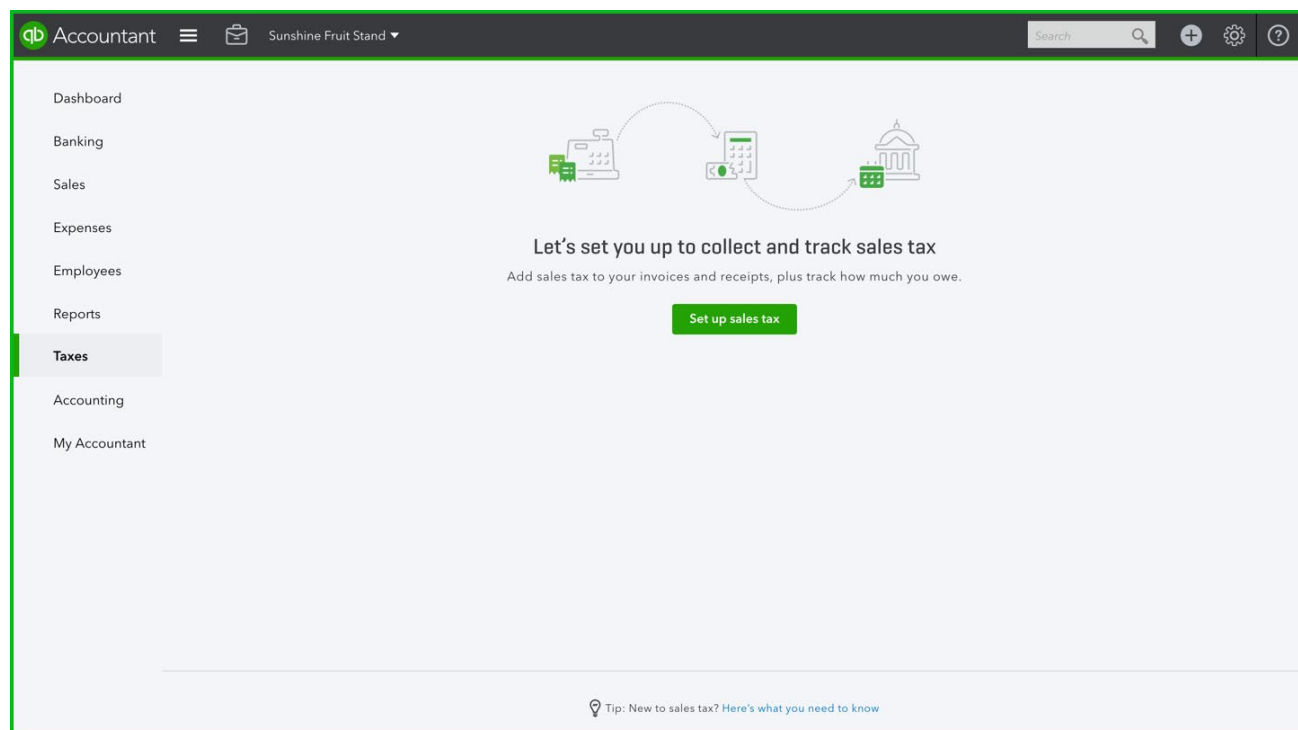 qb Accountant
Sunshine Fruit Stand
Search
Dashboard
Banking
Sales
Expenses
Employees
Reports
Taxes
Accounting
My Accountant
Let's set you up to collect and track sales tax
Add sales tax to your invoices and receipts, plus track how much you owe.
Set up sales tax
Tip: New to sales tax? Here's what you need to know